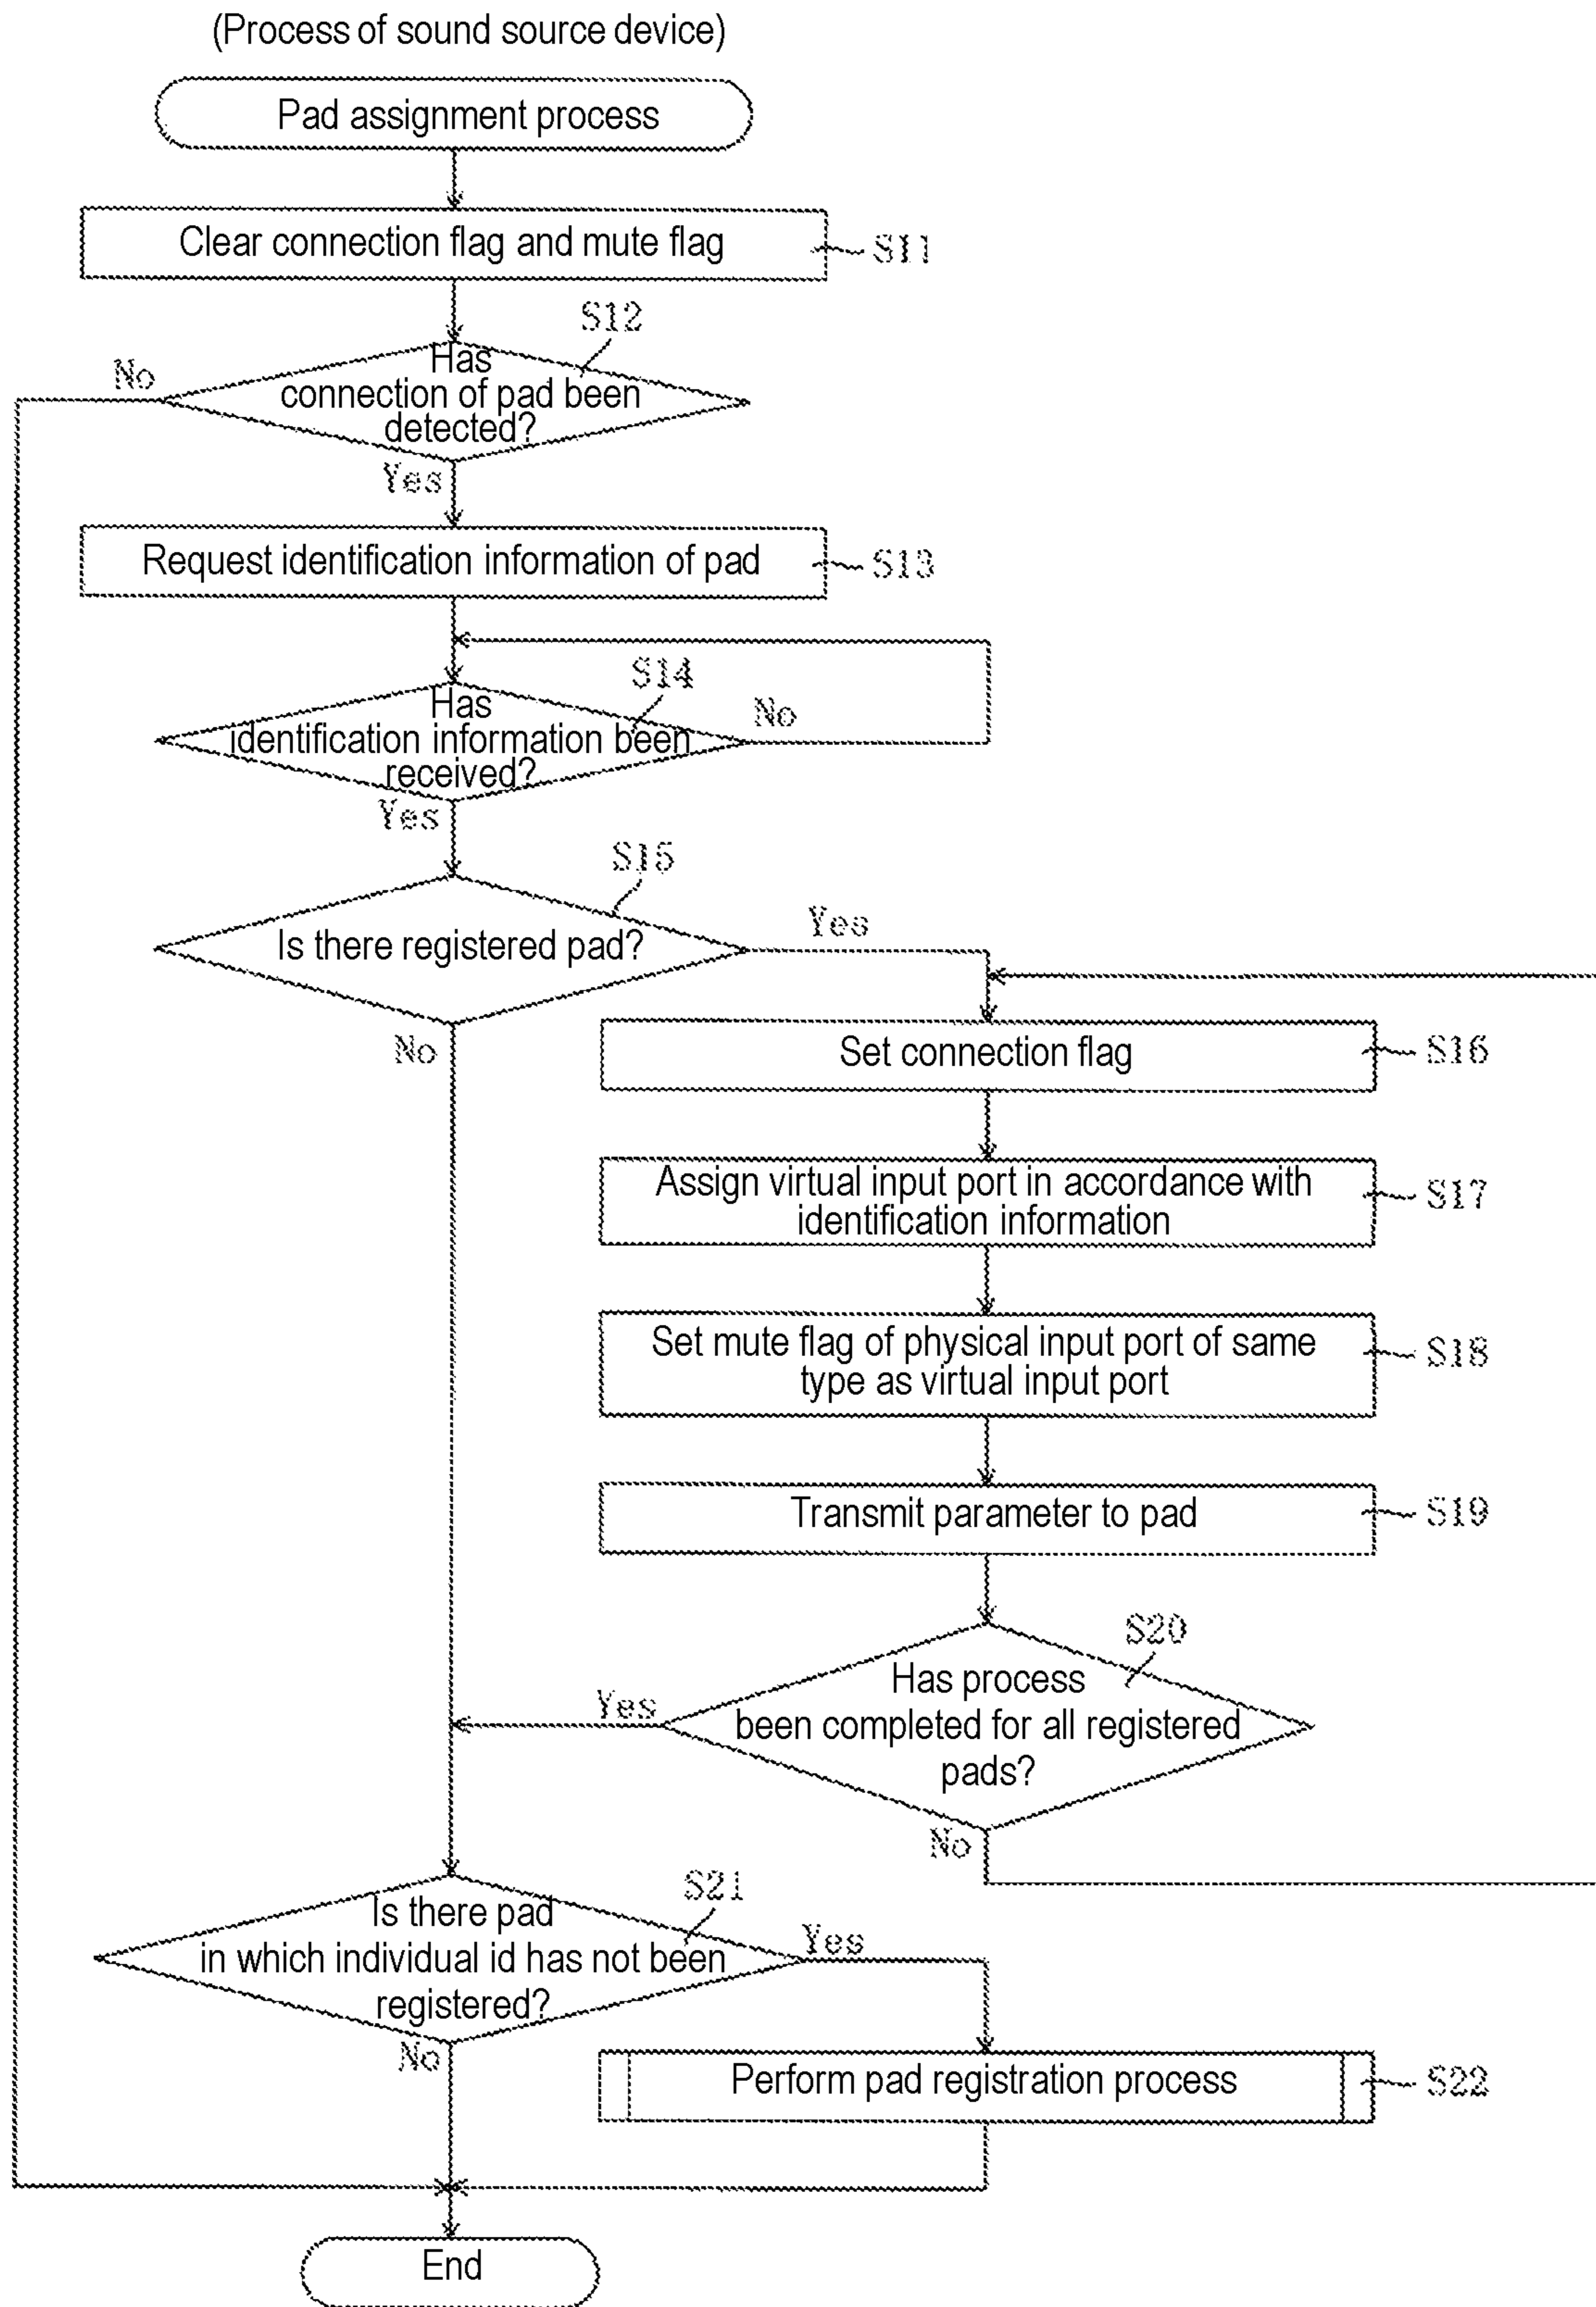 (Process of sound source device)
Pad assignment process
Clear connection flag and mute flag
S11
S12
No
Has
connection of pad been
detected?
Yes
Request identification information of pad
S13
S14
Has
identification information been
received?
No
Yes
S15
Is there registered pad?
Yes
No
Set connection flag
S16
Assign virtual input port in accordance with
identification information
S17
Set mute flag of physical input port of same
type as virtual input port
S18
Transmit parameter to pad
S19
S20
Has process
been completed for all registered
pads?
Yes
No
S21
Is there pad
in which individual id has not been
registered?
Yes
No
Perform pad registration process
S22
End